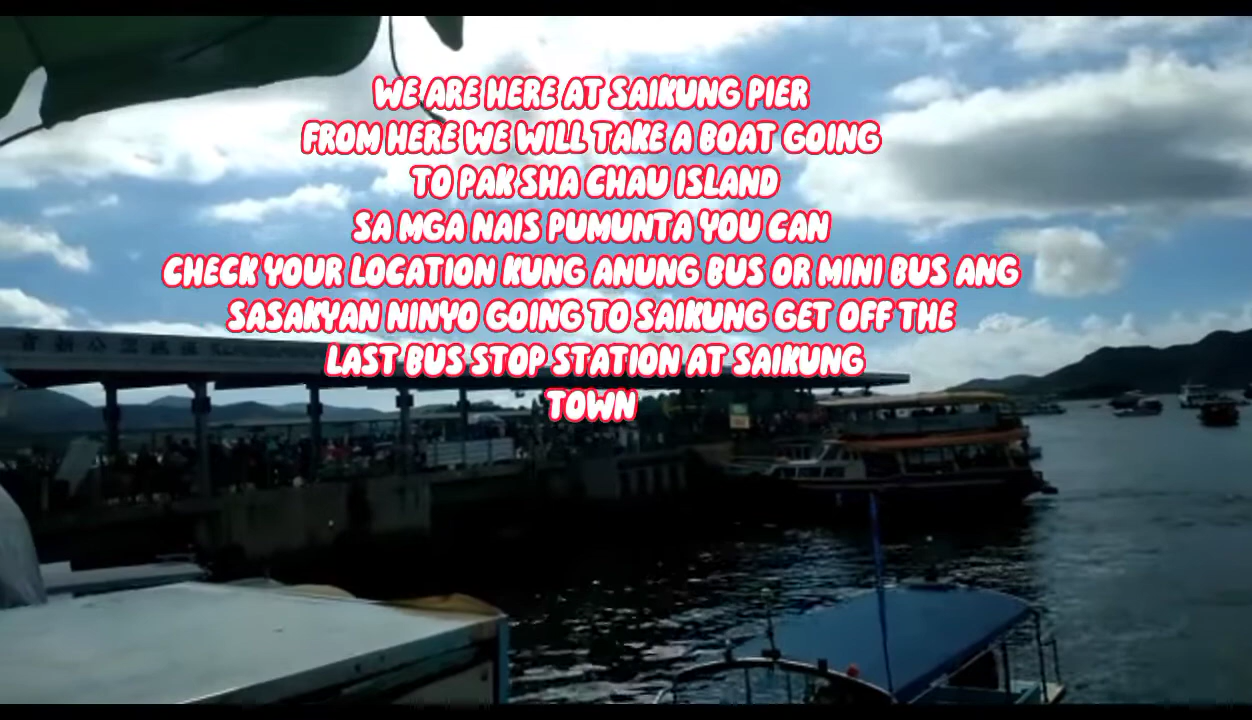 WE ARE HERE AT SAIKUNG PIER
FROM HERE WE WILL TAKE A BOAT GOING
TO PAK SHA CHAU ISLAND
SA MGA NAIS PUMUNTA YOU CAN
CHECK YOUR LOCATION KUNG ANUNG BUS OR MINI BUS ANG
SASAKYAN NINYO GOING TO SAIKUNG GET OFF THE
LAST BUS STOP STATION AT SAIKUNG
TOWN